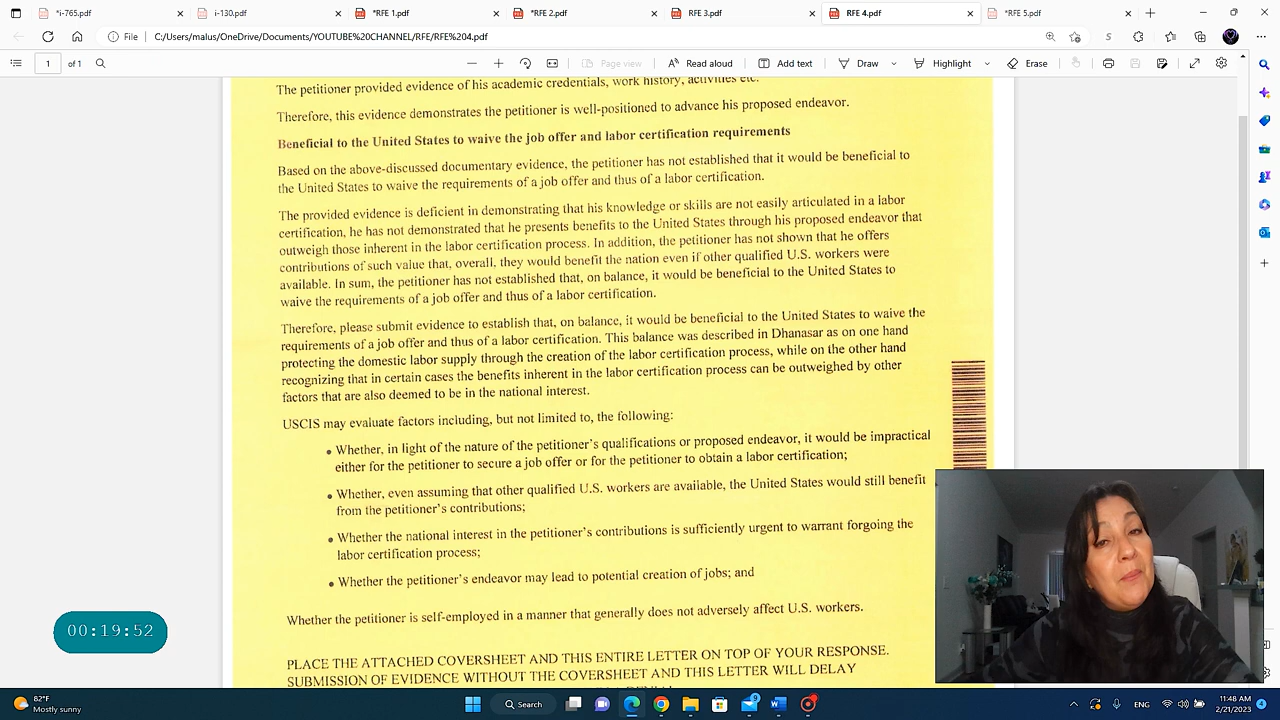 *i-765.pdf
i-130.pdf
*RFE 1.pdf
*RFE 2.pdf
RFE 3.pdf
RFE 4.pdf
*RFE 5.pdf
File
C:/Users/malus/OneDrive/Documents/YOUTUBE%20CHANNEL/RFE/RFE%204.pdf
1 of 1
Page view
Read aloud
Add text
Draw
Highlight
Erase
The petitioner provided evidence of his academic credentials, work history, activities etc.
Therefore, this evidence demonstrates the petitioner is well-positioned to advance his proposed endeavor.
Beneficial to the United States to waive the job offer and labor certification requirements
Based on the above-discussed documentary evidence, the petitioner has not established that it would be beneficial to
the United States to waive the requirements of a job offer and thus of a labor certification.
The provided evidence is deficient in demonstrating that his knowledge or skills are not easily articulated in a labor
certification, he has not demonstrated that he presents benefits to the United States through his proposed endeavor that
outweigh those inherent in the labor certification process. In addition, the petitioner has not shown that he offers
contributions of such value that, overall, they would benefit the nation even if other qualified U.S. workers were
available. In sum, the petitioner has not established that, on balance, it would be beneficial to the United States to
waive the requirements of a job offer and thus of a labor certification.
Therefore, please submit evidence to establish that, on balance, it would be beneficial to the United States to waive the
requirements of a job offer and thus of a labor certification. This balance was described in Dhanasar as on one hand
protecting the domestic labor supply through the creation of the labor certification process, while on the other hand
recognizing that in certain cases the benefits inherent in the labor certification process can be outweighed by other
factors that are also deemed to be in the national interest.
USCIS may evaluate factors including, but not limited to, the following:
• Whether, in light of the nature of the petitioner's qualifications or proposed endeavor, it would be impractical
either for the petitioner to secure a job offer or for the petitioner to obtain a labor certification;
• Whether, even assuming that other qualified U.S. workers are available, the United States would still benefit
from the petitioner's contributions;
• Whether the national interest in the petitioner's contributions is sufficiently urgent to warrant forgoing the
labor certification process;
• Whether the petitioner's endeavor may lead to potential creation of jobs; and
Whether the petitioner is self-employed in a manner that generally does not adversely affect U.S. workers.
PLACE THE ATTACHED COVERSHEET AND THIS ENTIRE LETTER ON TOP OF YOUR RESPONSE.
SUBMISSION OF EVIDENCE WITHOUT THE COVERSHEET AND THIS LETTER WILL DELAY
00:19:52
82°F
Mostly sunny
Search
ENG
11:48 AM
2/21/2023